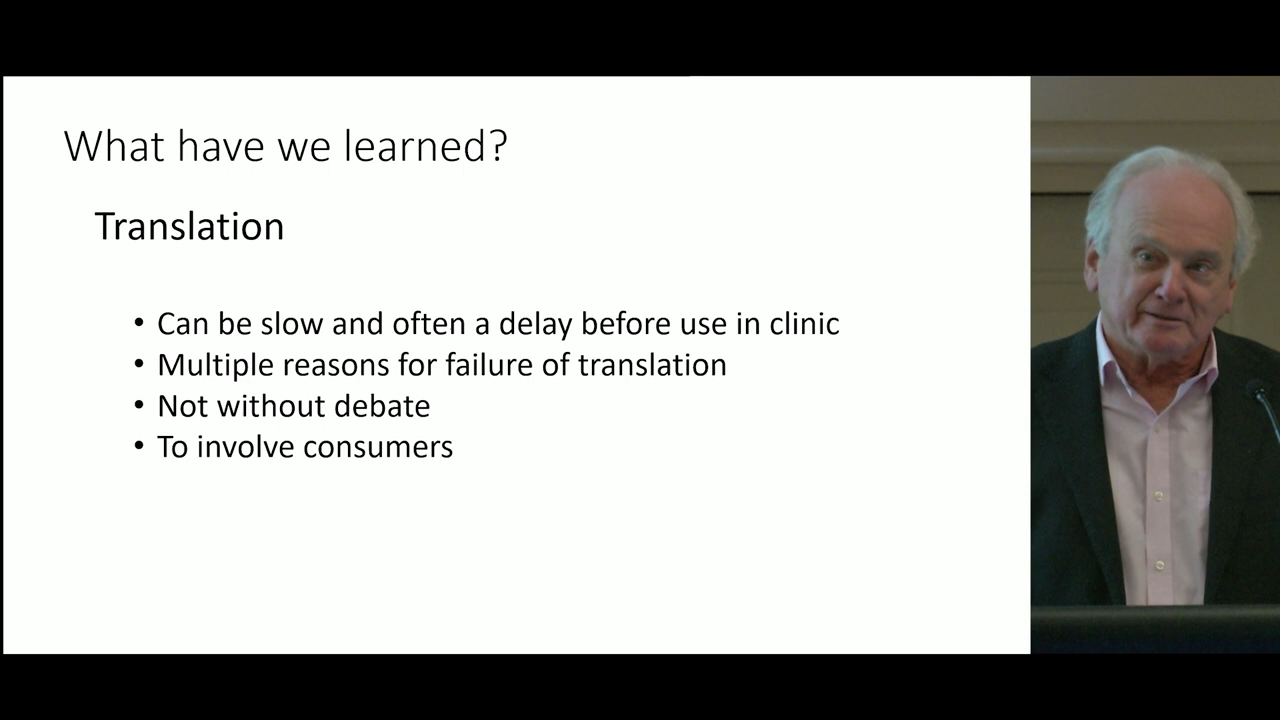 What have we learned?
Translation
• Can be slow and often a delay before use in clinic
• Multiple reasons for failure of translation
• Not without debate
• To involve consumers